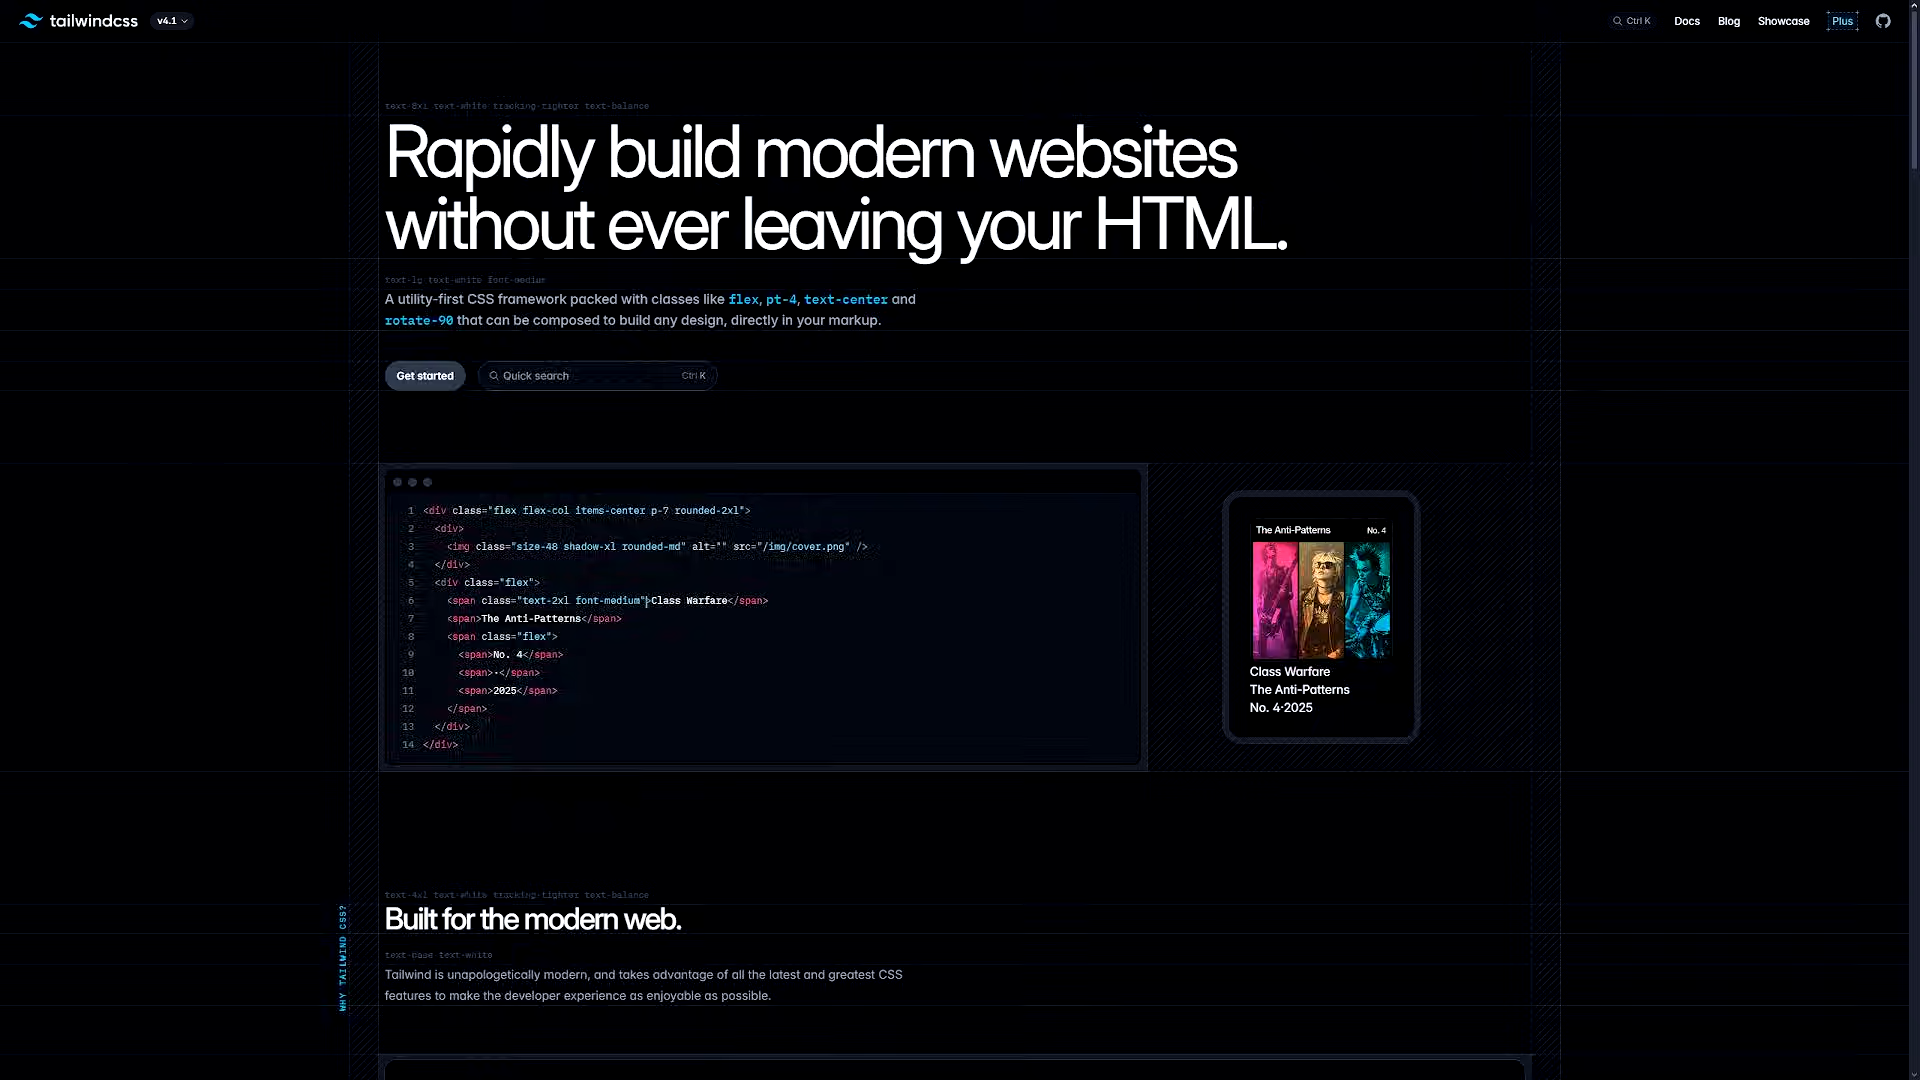 tailwindcss
v4.1
Ctrl K
Docs
Blog
Showcase
Plus
text-8xl text-white tracking-tighter text-balance
Rapidly build modern websites
without ever leaving your HTML.
text-lg text-white font-medium
A utility-first CSS framework packed with classes like flex, pt-4, text-center and
rotate-90 that can be composed to build any design, directly in your markup.
Get started
Quick search
Ctrl K
1 <div class="flex flex-col items-center p-7 rounded-2xl">
2 <div>
3 <img class="size-48 shadow-xl rounded-md" alt="" src="/img/cover.png" />
4 </div>
5 <div class="flex">
6 <span class="text-2xl font-medium">Class Warfare</span>
7 <span>The Anti-Patterns</span>
8 <span class="flex">
9 <span>No. 4</span>
10 <span>·</span>
11 <span>2025</span>
12 </span>
13 </div>
14 </div>
The Anti-Patterns
No. 4
Class Warfare
The Anti-Patterns
No. 4·2025
WHY TAILWIND CSS?
text-4xl text-white tracking-tighter text-balance
Built for the modern web.
text-base text-white
Tailwind is unapologetically modern, and takes advantage of all the latest and greatest CSS
features to make the developer experience as enjoyable as possible.